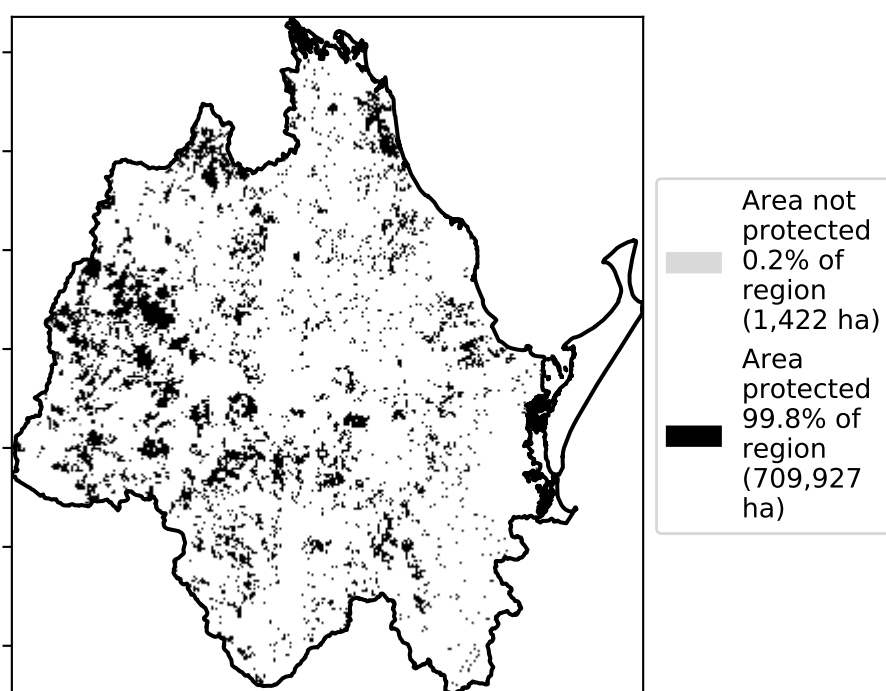 Area not
protected
0.2% of
region
(1,422 ha)
Area
protected
99.8% of
region
(709,927
ha)